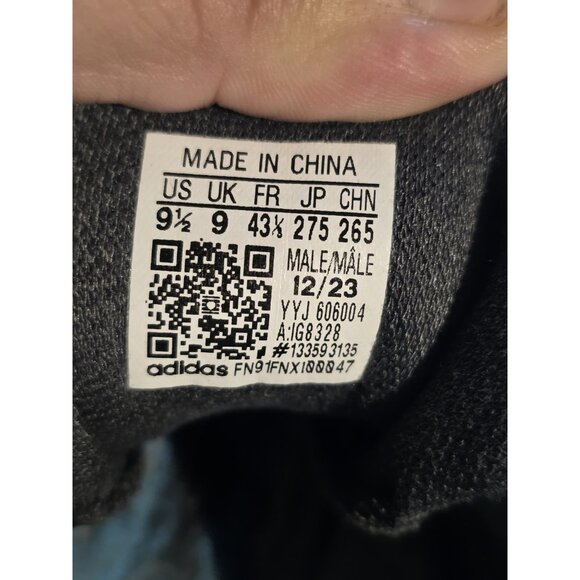 MADE IN CHINA
US UK FR JP CHN
9½ 9 43⅓ 275 265
MALE/MÂLE
12/23
YYJ 606004
A:IG8328
#133593135
adidas FN91FNXI00047